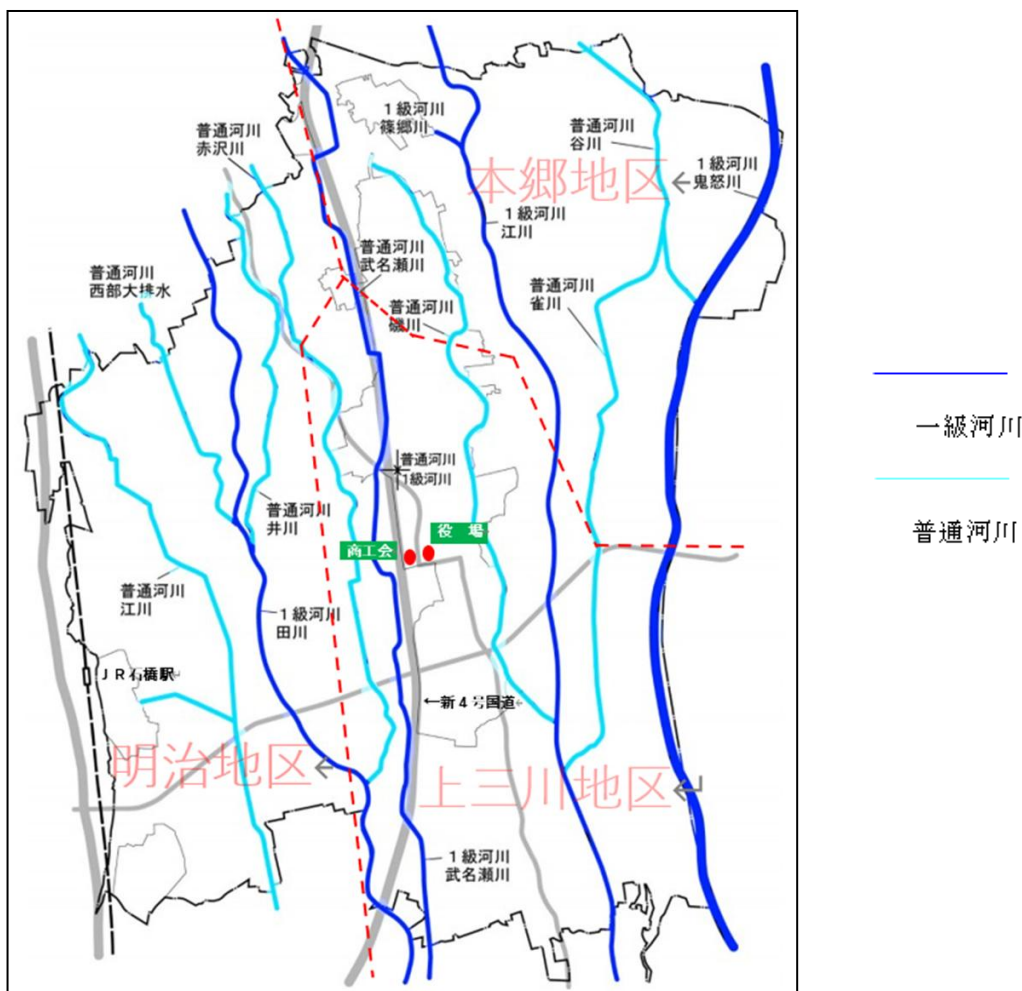 １級河川
篠郷川
普通河川
赤沢川
普通河川
谷川
本郷地区
１級河川
鬼怒川
１級河川
江川
普通河川
武名瀬川
普通河川
西部大排水
普通河川
雀川
普通河川
磯川
一級河川
普通河川
１級河川
普通河川
井川
役　場
商工会
普通河川
普通河川
江川
１級河川
田川
ＪＲ石橋駅
←新４号国道
明治地区
上三川地区
１級河川
武名瀬川